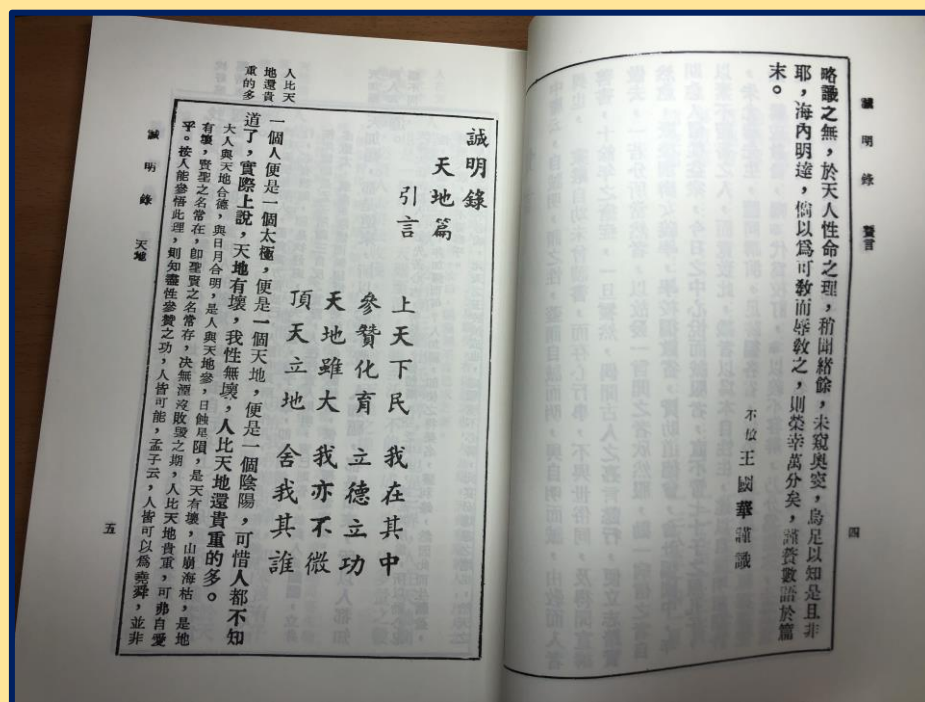 誠明錄 贅言
略識之無，於天人性命之理，稍聞緒餘，未窺奧窔，烏足以知是且非
耶，海內明達，倘以爲可敎而辱敎之，則榮幸萬分矣，謹贅數語於篇
末。
不敏 王國華謹識
四
誠明錄
天地篇
引言
上天下民 我在其中
參贊化育 立德立功
天地雖大 我亦不微
頂天立地 舍我其誰
人比天
地還貴
重的多
一個人便是一個太極，便是一個天地，便是一個陰陽，可惜人都不知
道了，實際上說，天地有壞，我性無壞，人比天地還貴重的多。
大人與天地合德，與日月合明，是人與天地參，日蝕星隕，是天有壞，山崩海枯，是地
有壞，賢聖之名常在，卽聖賢之名常存，决無湮沒敗毀之期，人比天地貴重，可弗自愛
乎。按人能參悟此理，則知盡性參贊之功，人皆可能，孟子云，人皆可以爲堯舜，並非
誠明錄 天地
五